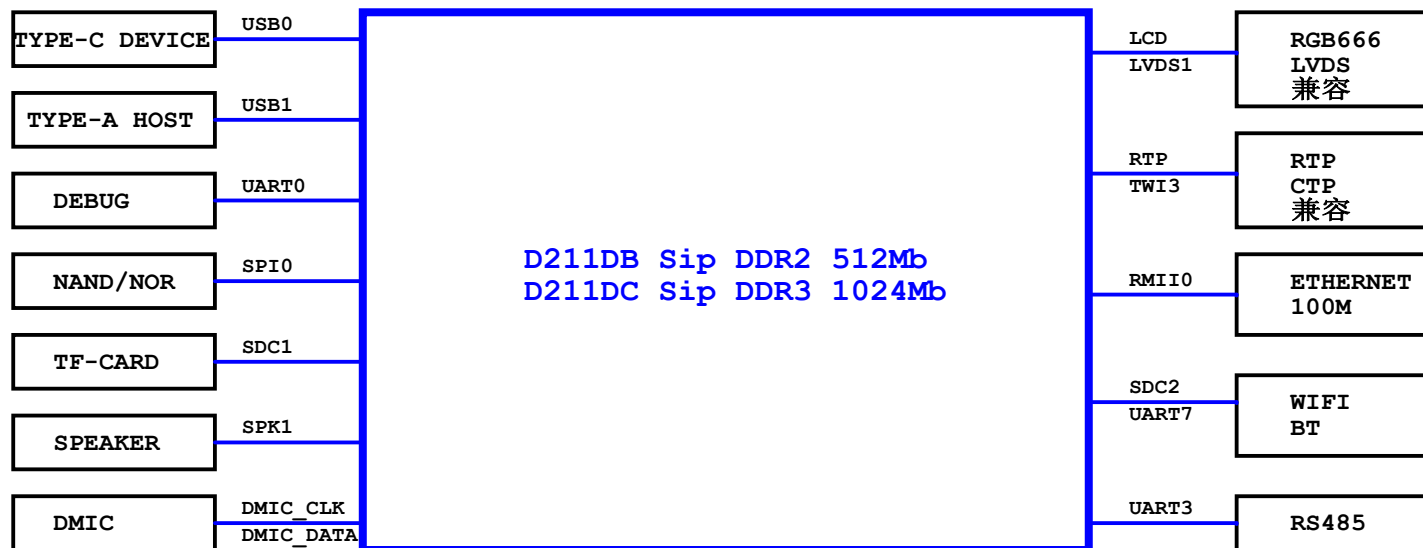 TYPE-C DEVICE
USB0
TYPE-A HOST
USB1
DEBUG
UART0
NAND/NOR
SPI0
TF-CARD
SDC1
SPEAKER
SPK1
DMIC
DMIC_CLK
DMIC_DATA
D211DB Sip DDR2 512Mb
D211DC Sip DDR3 1024Mb
LCD
LVDS1
RGB666
LVDS
兼容
RTP
TWI3
RTP
CTP
兼容
RMII0
ETHERNET
100M
SDC2
UART7
WIFI
BT
UART3
RS485